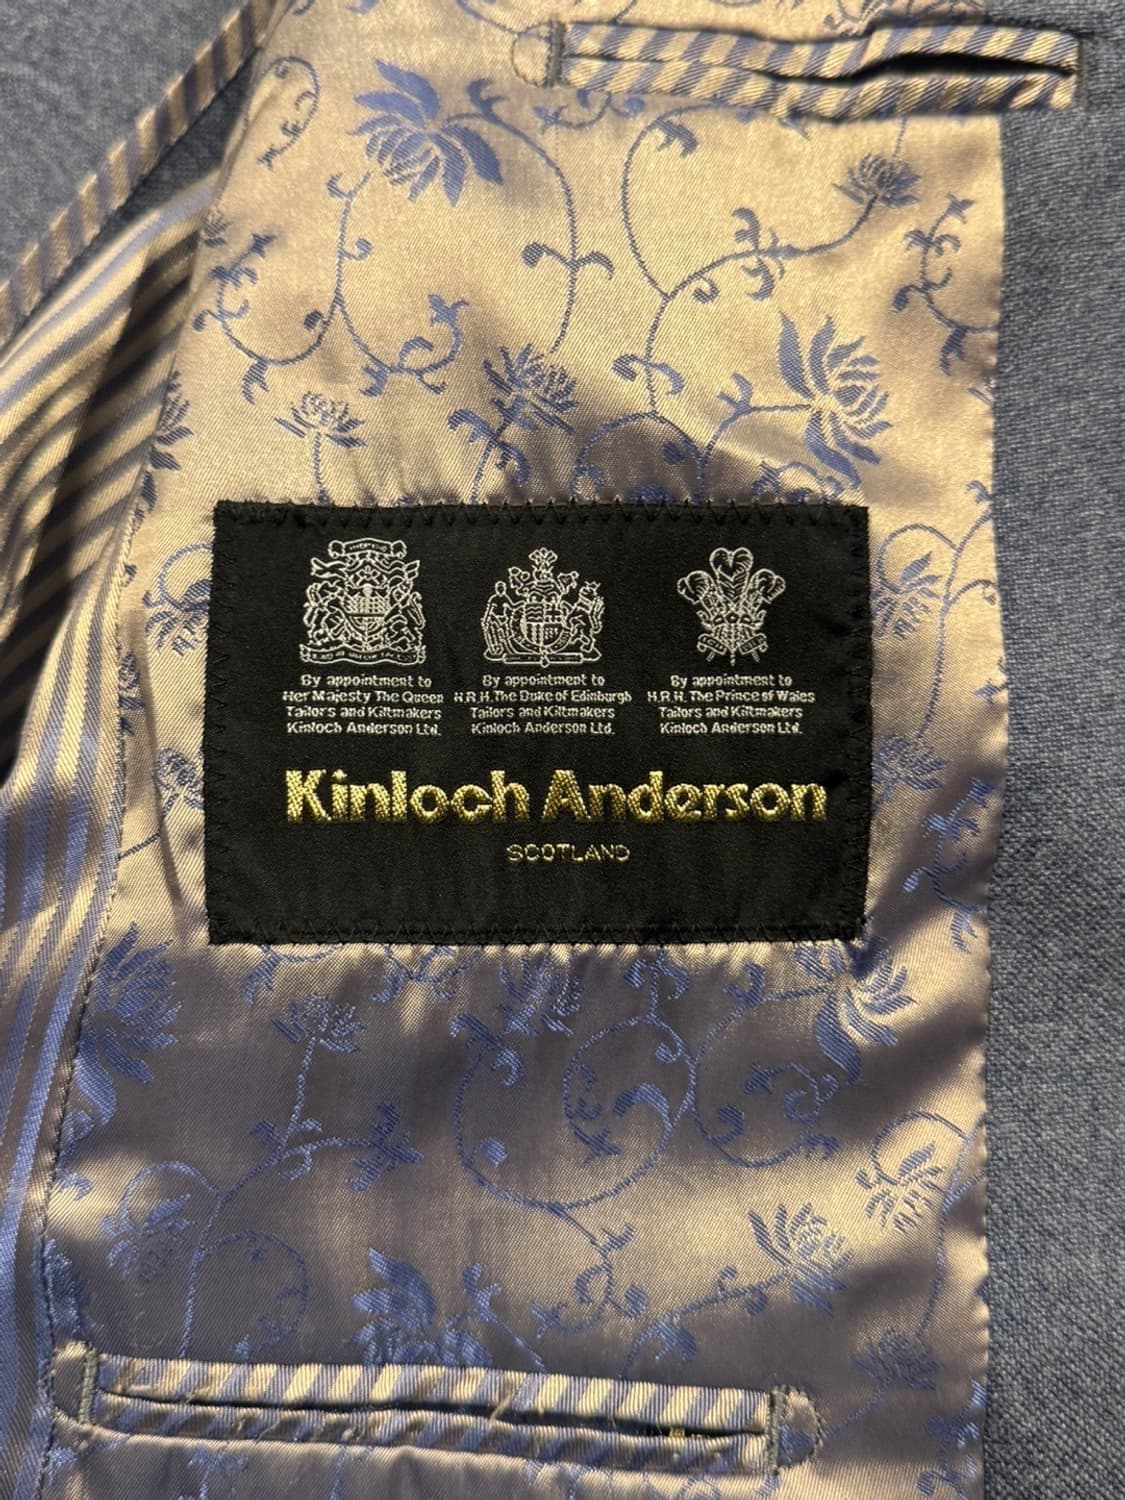 By appointment to
Her Majesty The Queen
Tailors and Kiltmakers
Kinloch Anderson Ltd.
By appointment to
H.R.H. The Duke of Edinburgh
Tailors and Kiltmakers
Kinloch Anderson Ltd.
By appointment to
H.R.H. The Prince of Wales
Tailors and Kiltmakers
Kinloch Anderson Ltd.
Kinloch Anderson
SCOTLAND